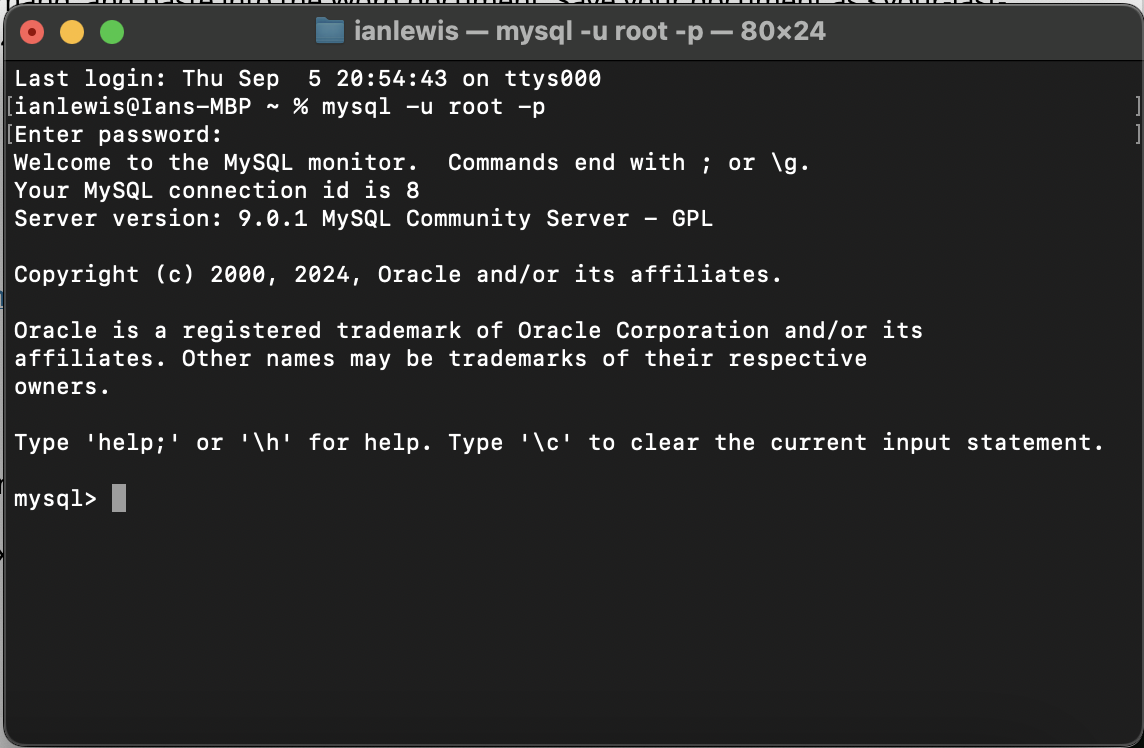 ianlewis — mysql -u root -p — 80×24
Last login: Thu Sep  5 20:54:43 on ttys000
[ianlewis@Ians-MBP ~ % mysql -u root -p ]
[Enter password: ]
Welcome to the MySQL monitor.  Commands end with ; or \g.
Your MySQL connection id is 8
Server version: 9.0.1 MySQL Community Server - GPL
Copyright (c) 2000, 2024, Oracle and/or its affiliates.
Oracle is a registered trademark of Oracle Corporation and/or its
affiliates. Other names may be trademarks of their respective
owners.
Type 'help;' or '\h' for help. Type '\c' to clear the current input statement.
mysql>